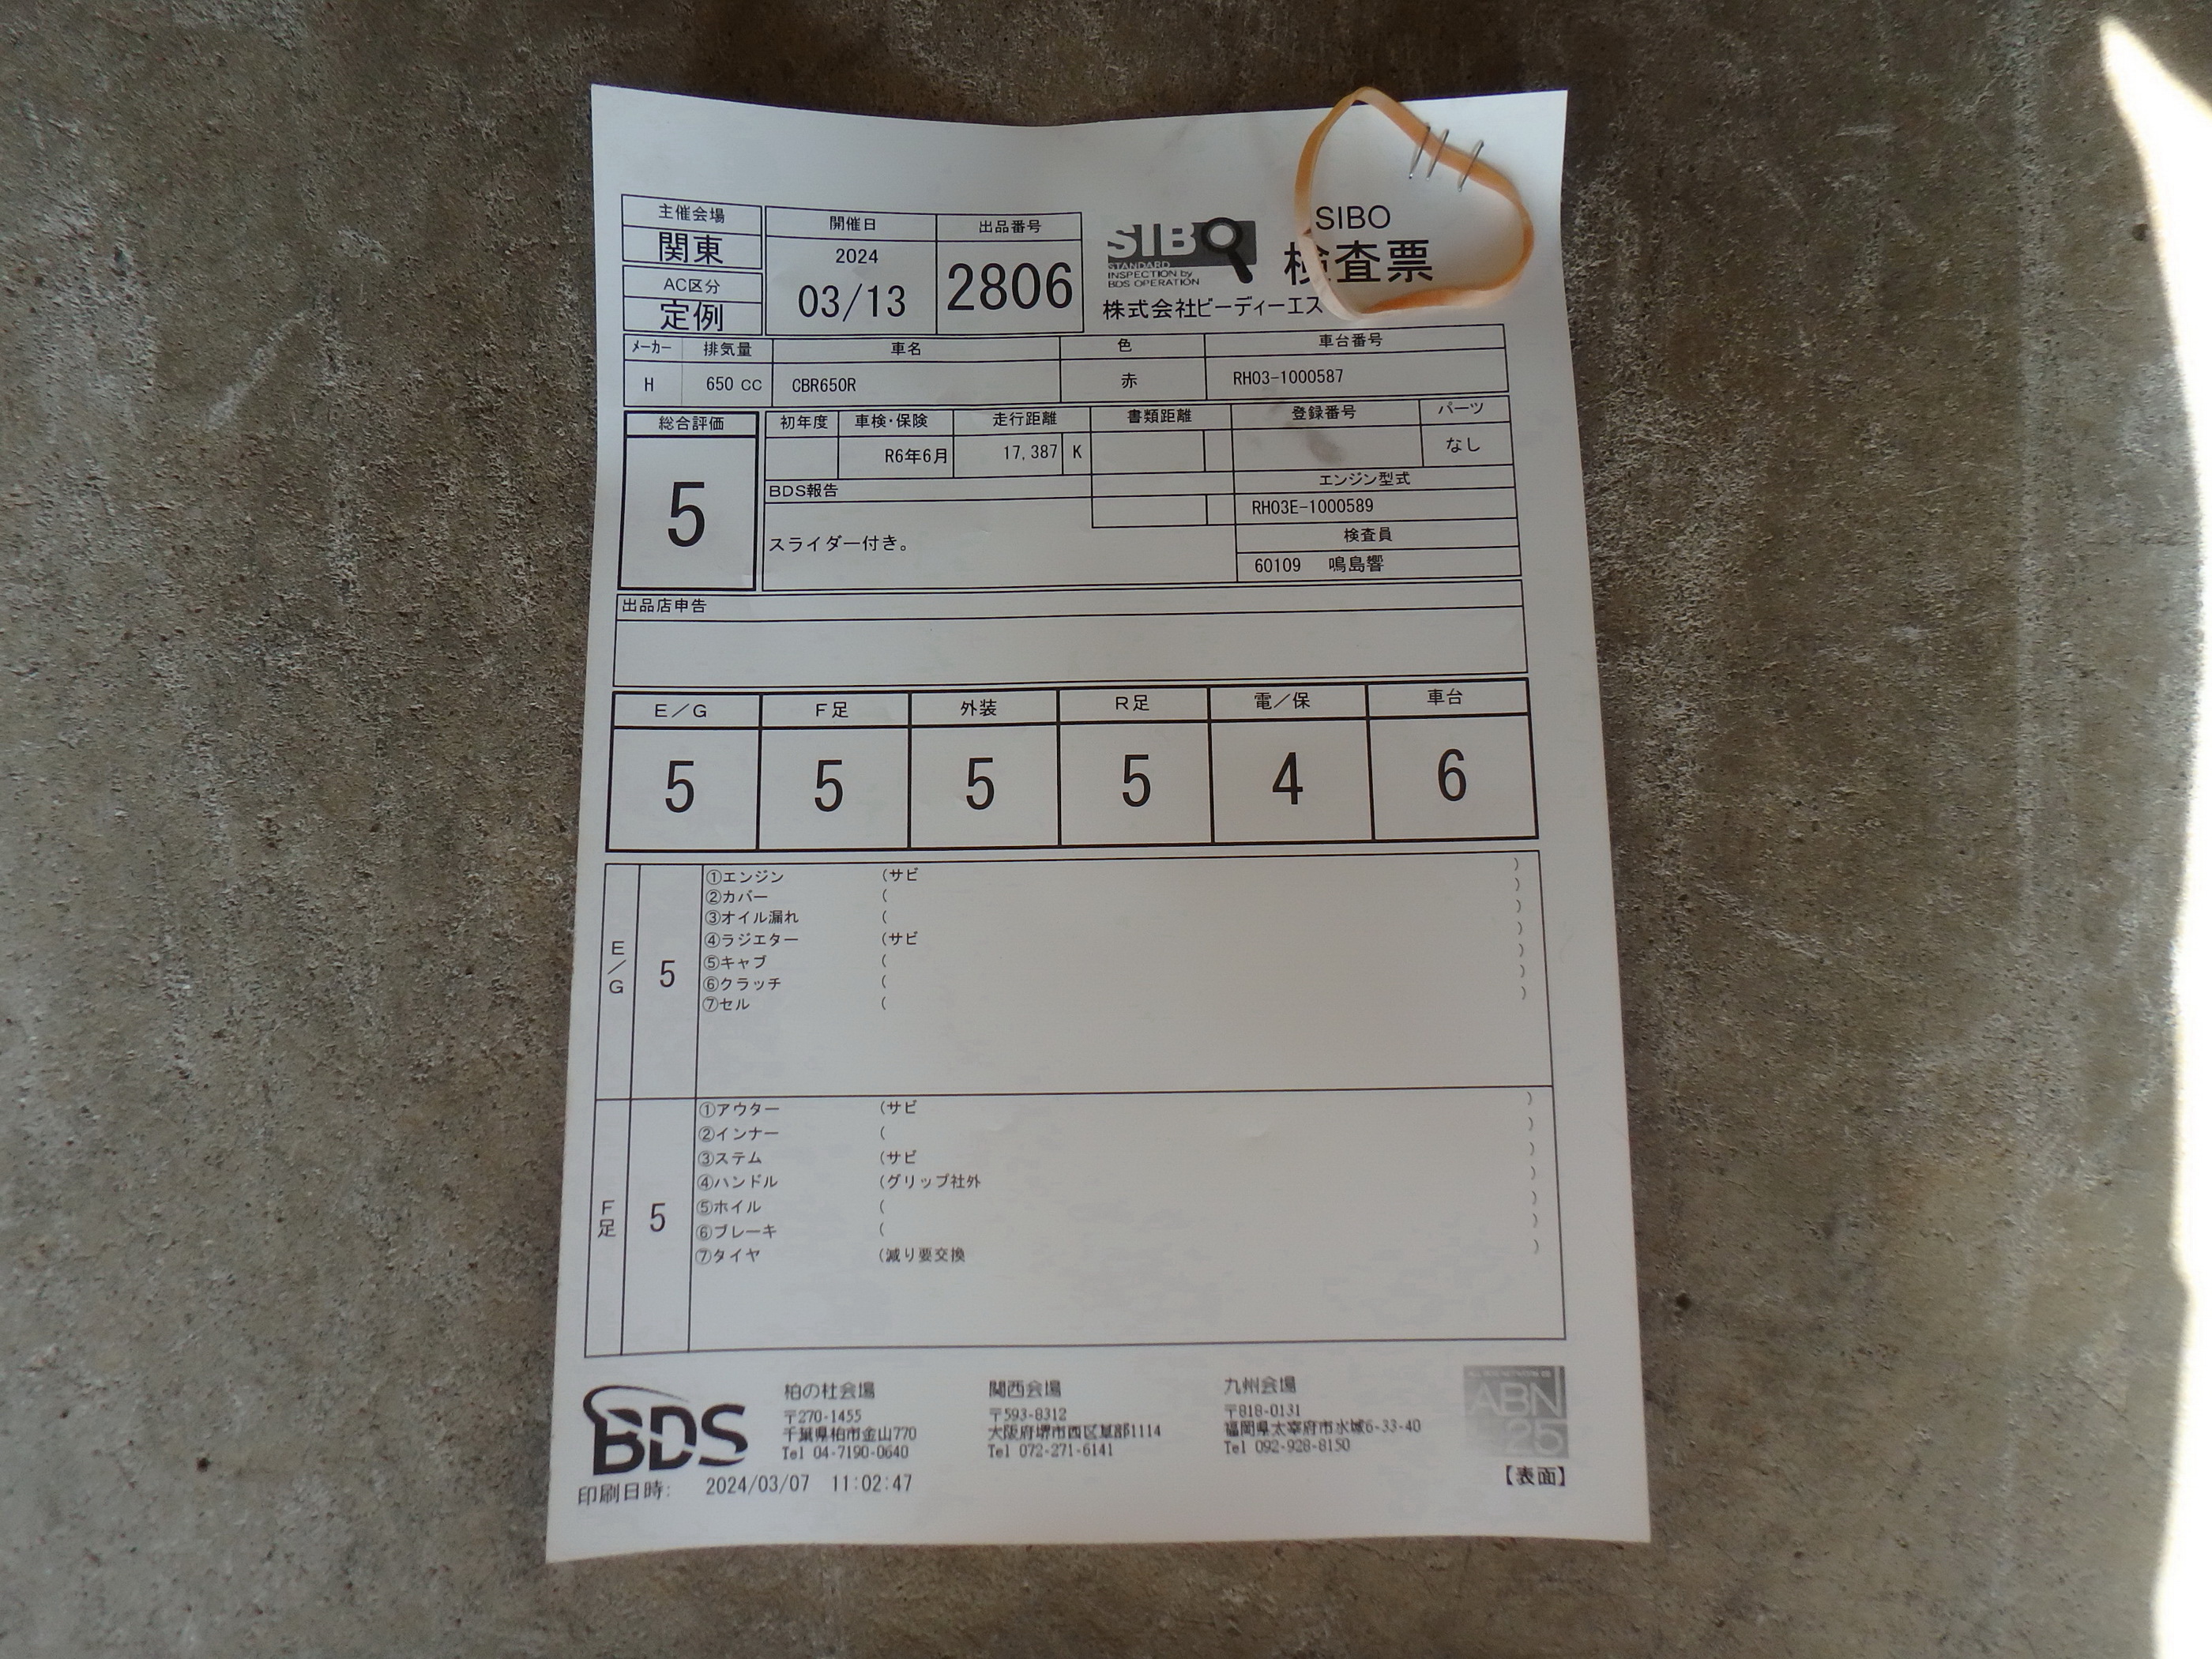 主催会場
関東
AC区分
定例
開催日
2024
03/13
出品番号
2806
SIBO
STANDARD
INSPECTION by
BDS OPERATION
SIBO
検査票
株式会社ビーディーエス
メーカー 排気量 車名 色 車台番号
H 650 cc CBR650R 赤 RH03-1000587
総合評価
5
初年度 車検・保険 走行距離 書類距離 登録番号 パーツ
R6年6月 17,387 K なし
BDS報告
スライダー付き。
エンジン型式
RH03E-1000589
検査員
60109 鳴島響
出品店申告
E/G F足 外装 R足 電/保 車台
5 5 5 5 4 6
E/G
5
①エンジン (サビ )
②カバー ( )
③オイル漏れ ( )
④ラジエター (サビ )
⑤キャブ ( )
⑥クラッチ ( )
⑦セル ( )
F足
5
①アウター (サビ )
②インナー ( )
③ステム (サビ )
④ハンドル (グリップ社外 )
⑤ホイル ( )
⑥ブレーキ ( )
⑦タイヤ (減り要交換 )
BDS
柏の杜会場
〒270-1455
千葉県柏市金山770
Tel 04-7190-0640
関西会場
〒593-8312
大阪府堺市西区草部1114
Tel 072-271-6141
九州会場
〒818-0131
福岡県太宰府市水城6-33-40
Tel 092-928-8150
ABN
25
【表面】
印刷日時: 2024/03/07 11:02:47